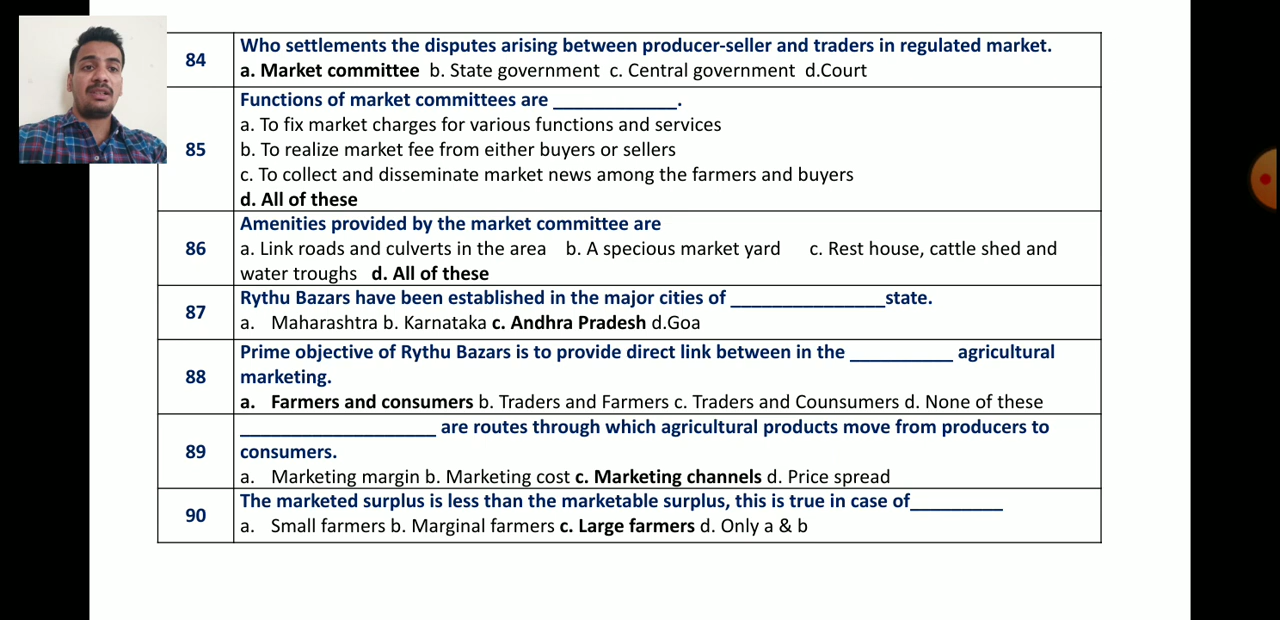 84
Who settlements the disputes arising between producer-seller and traders in regulated market.
a. Market committee b. State government c. Central government d.Court
85
Functions of market committees are ____________.
a. To fix market charges for various functions and services
b. To realize market fee from either buyers or sellers
c. To collect and disseminate market news among the farmers and buyers
d. All of these
86
Amenities provided by the market committee are
a. Link roads and culverts in the area b. A specious market yard c. Rest house, cattle shed and
water troughs d. All of these
87
Rythu Bazars have been established in the major cities of _______________state.
a. Maharashtra b. Karnataka c. Andhra Pradesh d.Goa
88
Prime objective of Rythu Bazars is to provide direct link between in the __________ agricultural
marketing.
a. Farmers and consumers b. Traders and Farmers c. Traders and Counsumers d. None of these
89
___________________ are routes through which agricultural products move from producers to
consumers.
a. Marketing margin b. Marketing cost c. Marketing channels d. Price spread
90
The marketed surplus is less than the marketable surplus, this is true in case of_________
a. Small farmers b. Marginal farmers c. Large farmers d. Only a & b